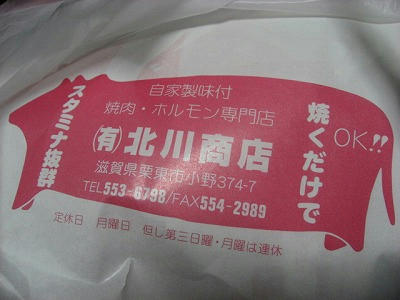 スタミナ抜群
自家製味付
焼肉・ホルモン専門店
㈲北川商店
滋賀県栗東市小野374-7
TEL553-6798/FAX554-2989
焼くだけで
OK!!
定休日 月曜日 但し第三日曜・月曜は連休